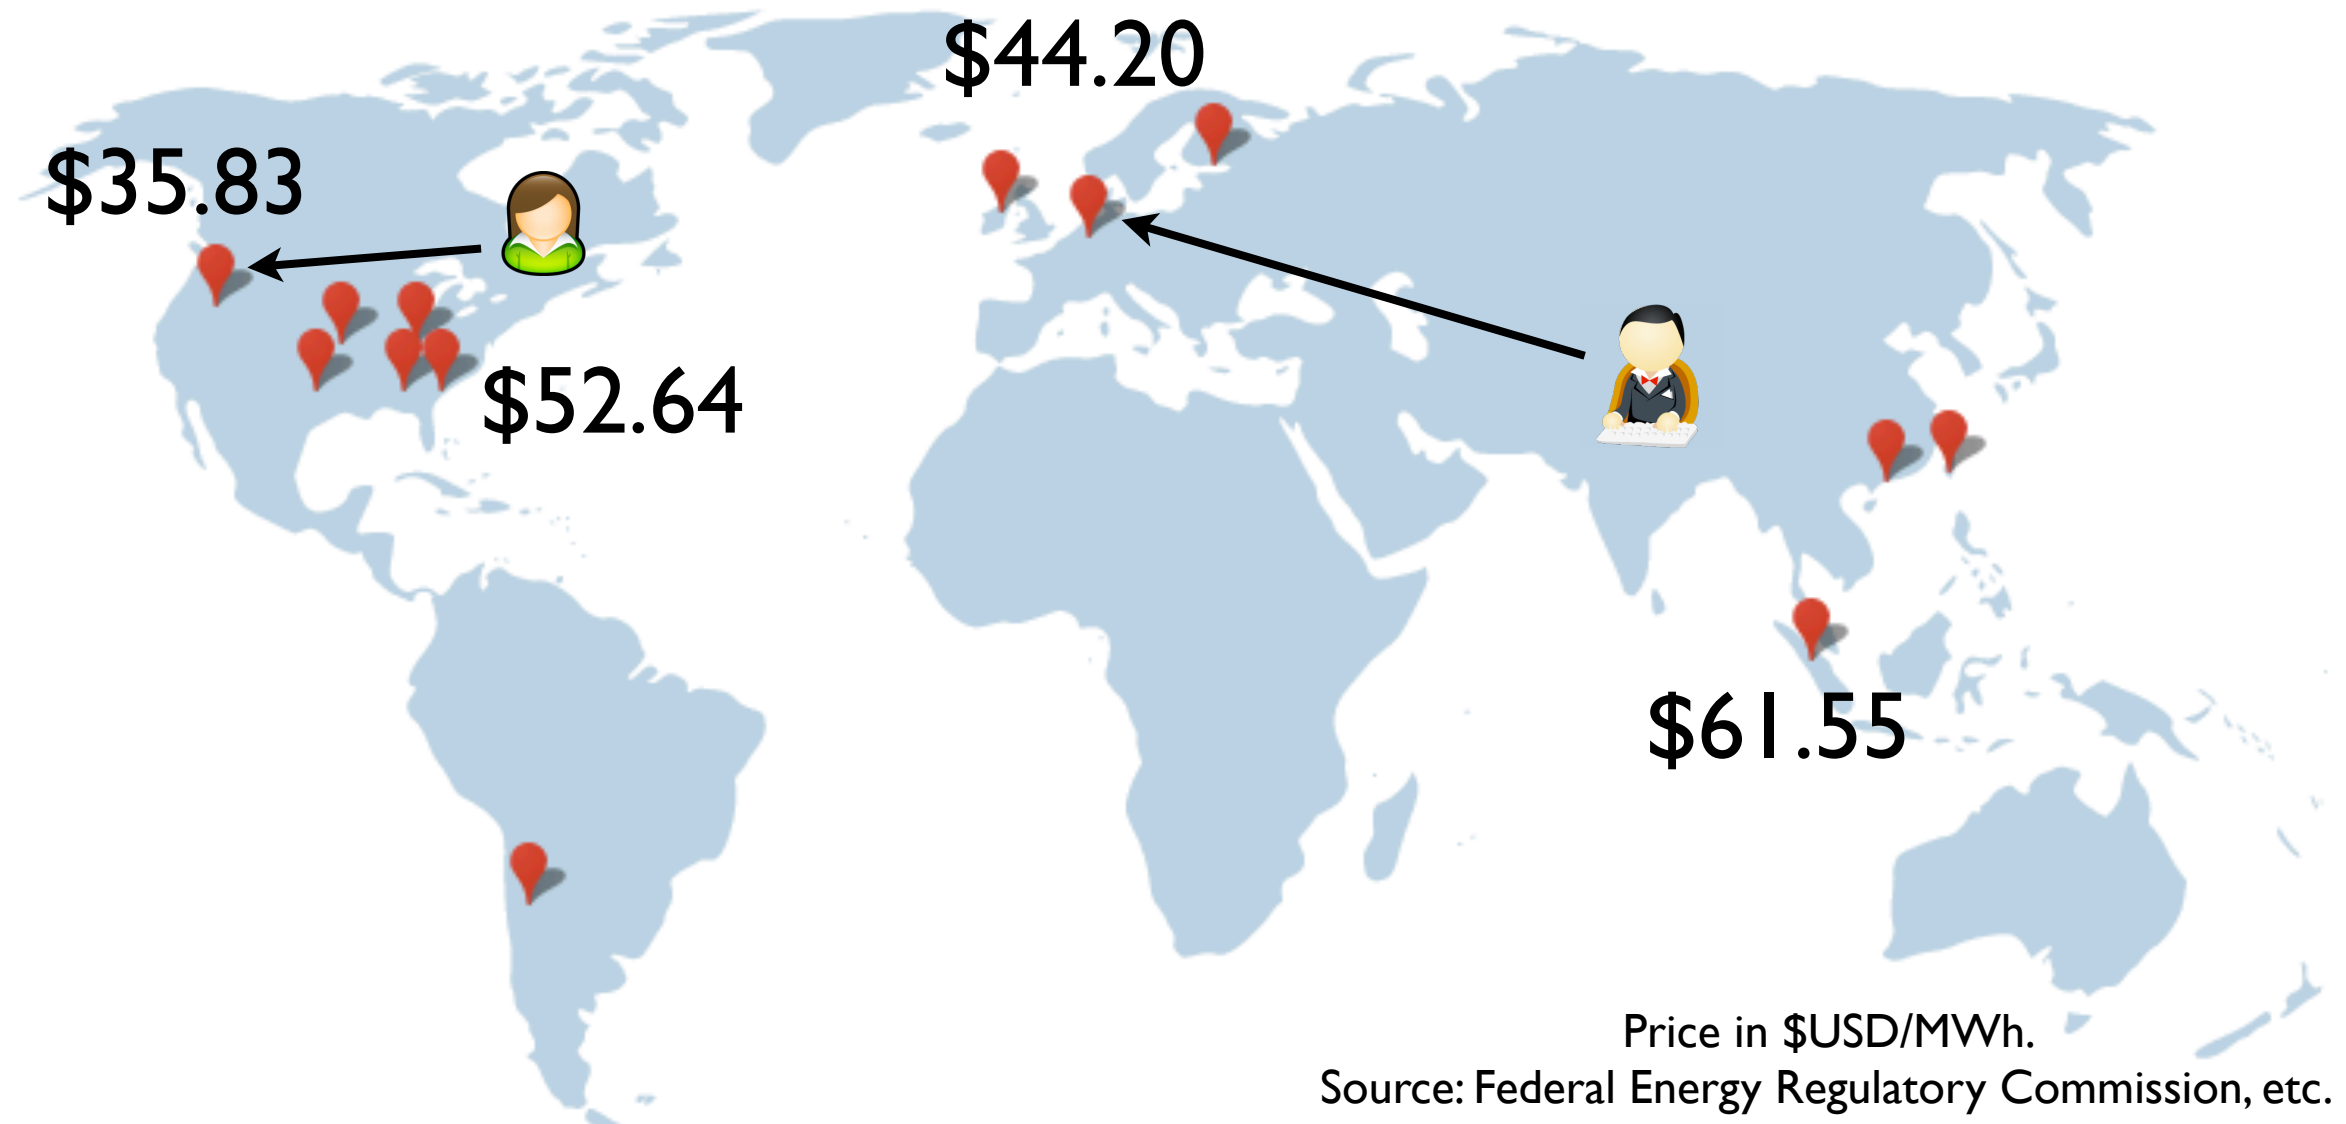 $44.20
$35.83
$52.64
$61.55
Price in $USD/MWh.
Source: Federal Energy Regulatory Commission, etc.